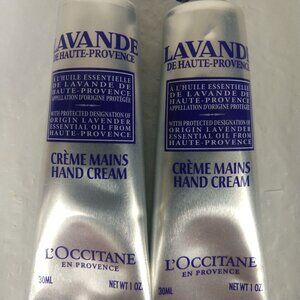 LAVANDE
DE HAUTE-PROVENCE
À L'HUILE ESSENTIELLE
DE LAVANDE DE
HAUTE-PROVENCE
APPELLATION D'ORIGINE PROTÉGÉE
WITH PROTECTED DESIGNATION OF
ORIGIN LAVENDER
ESSENTIAL OIL FROM
HAUTE-PROVENCE
CRÈME MAINS
HAND CREAM
L'OCCITANE
EN PROVENCE
30ML NET WT 1 OZ.
LAVANDE
DE HAUTE-PROVENCE
À L'HUILE ESSENTIELLE
DE LAVANDE DE
HAUTE-PROVENCE
APPELLATION D'ORIGINE PROTÉGÉE
WITH PROTECTED DESIGNATION OF
ORIGIN LAVENDER
ESSENTIAL OIL FROM
HAUTE-PROVENCE
CRÈME MAINS
HAND CREAM
L'OCCITANE
EN PROVENCE
30ML NET WT 1 OZ.